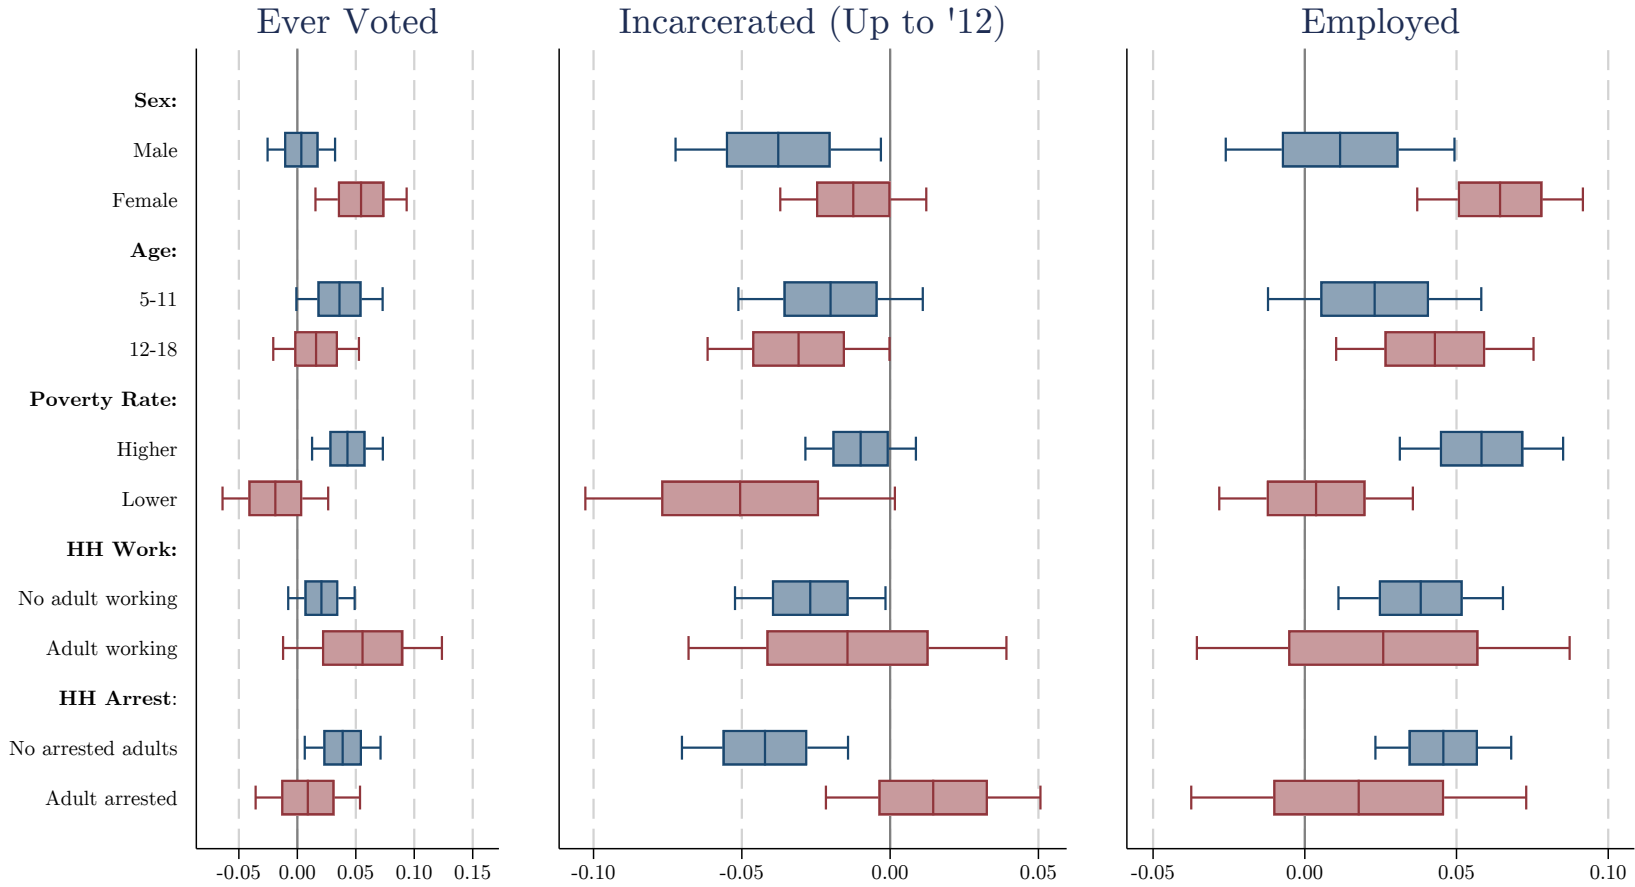 Ever Voted
Incarcerated (Up to '12)
Employed
Sex:
Male
Female
Age:
5-11
12-18
Poverty Rate:
Higher
Lower
HH Work:
No adult working
Adult working
HH Arrest:
No arrested adults
Adult arrested
-0.05 0.00 0.05 0.10 0.15
-0.10 -0.05 0.00 0.05
-0.05 0.00 0.05 0.10